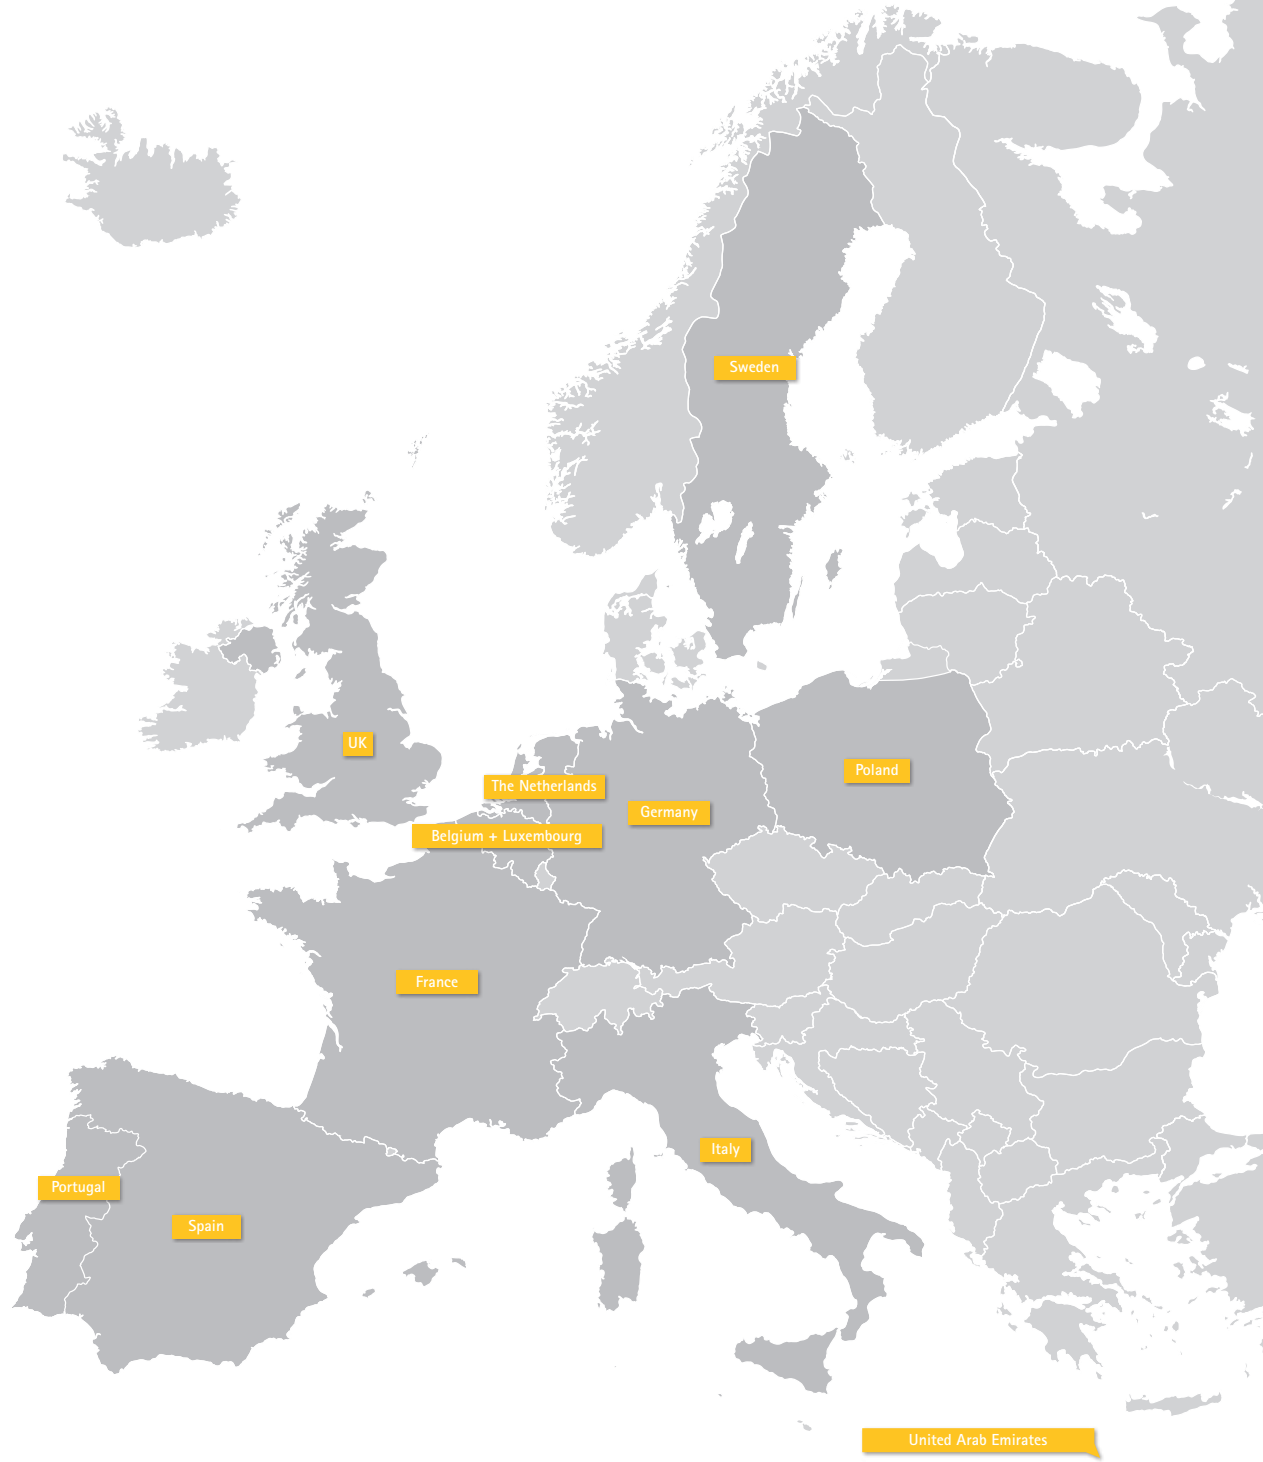 Sweden
UK
Poland
The Netherlands
Germany
Belgium + Luxembourg
France
Italy
Portugal
Spain
United Arab Emirates